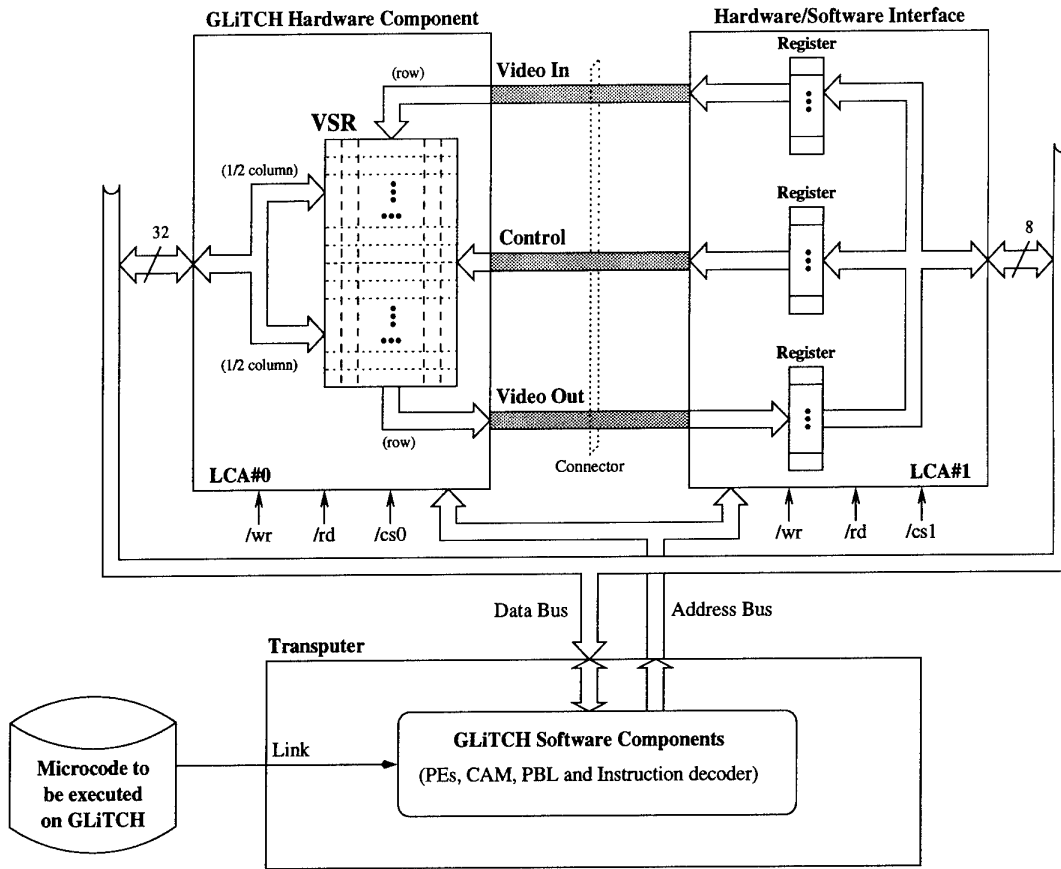 GLiTCH Hardware Component
Hardware/Software Interface
Register
Video In
(row)
VSR
(1/2 column)
Register
32
Control
8
(1/2 column)
Register
Video Out
(row)
Connector
LCA#0
LCA#1
/wr
/rd
/cs0
/wr
/rd
/cs1
Data Bus
Address Bus
Transputer
GLiTCH Software Components
(PEs, CAM, PBL and Instruction decoder)
Link
Microcode to
be executed
on GLiTCH